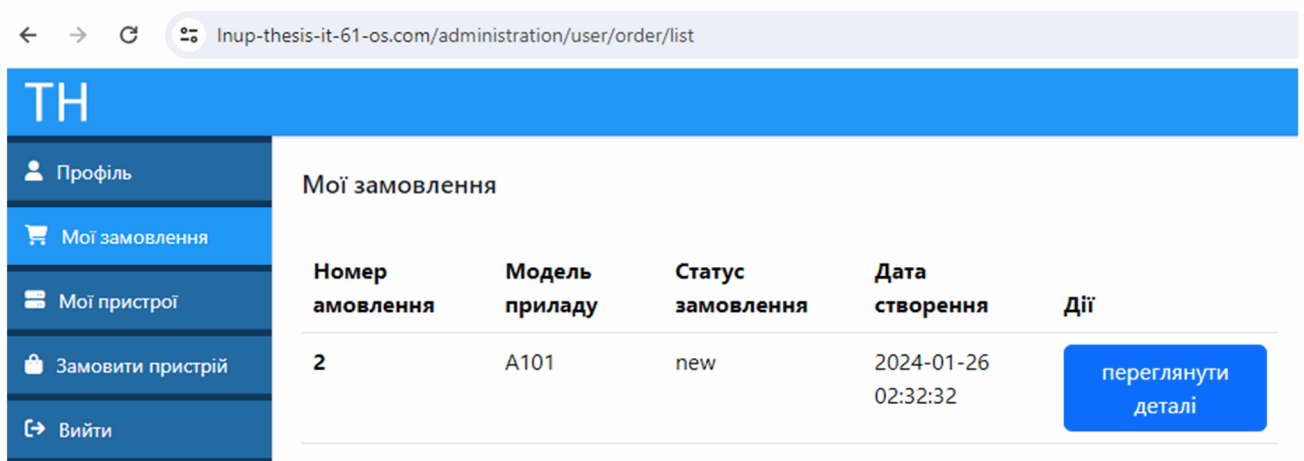 lnup-thesis-it-61-os.com/administration/user/order/list
TH
Профіль
Мої замовлення
Мої пристрої
Замовити пристрій
Вийти
Мої замовлення
Номер амовлення Модель приладу Статус замовлення Дата створення Дії
2 A101 new 2024-01-26 02:32:32 переглянути деталі